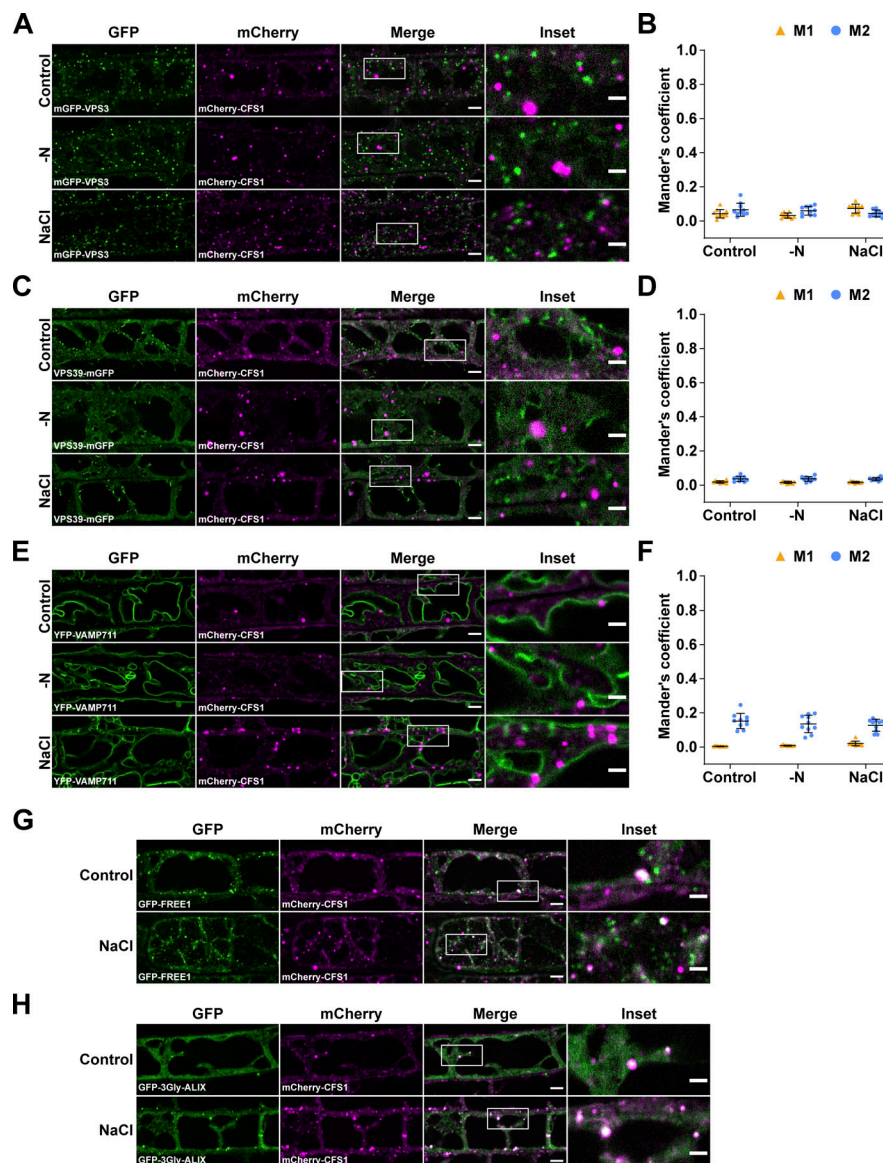 A
GFP mCherry Merge Inset
Control
mGFP-VPS3 mCherry-CFS1
-N
mGFP-VPS3 mCherry-CFS1
NaCl
mGFP-VPS3 mCherry-CFS1
B
M1 M2
Mander's coefficient
1.0
0.8
0.6
0.4
0.2
0.0
Control -N NaCl
C
GFP mCherry Merge Inset
Control
VPS39-mGFP mCherry-CFS1
-N
VPS39-mGFP mCherry-CFS1
NaCl
VPS39-mGFP mCherry-CFS1
D
M1 M2
Mander's coefficient
1.0
0.8
0.6
0.4
0.2
0.0
Control -N NaCl
E
GFP mCherry Merge Inset
Control
YFP-VAMP711 mCherry-CFS1
-N
YFP-VAMP711 mCherry-CFS1
NaCl
YFP-VAMP711 mCherry-CFS1
F
M1 M2
Mander's coefficient
1.0
0.8
0.6
0.4
0.2
0.0
Control -N NaCl
G
GFP mCherry Merge Inset
Control
GFP-FREE1 mCherry-CFS1
NaCl
GFP-FREE1 mCherry-CFS1
H
GFP mCherry Merge Inset
Control
GFP-3Gly-ALIX mCherry-CFS1
NaCl
GFP-3Gly-ALIX mCherry-CFS1